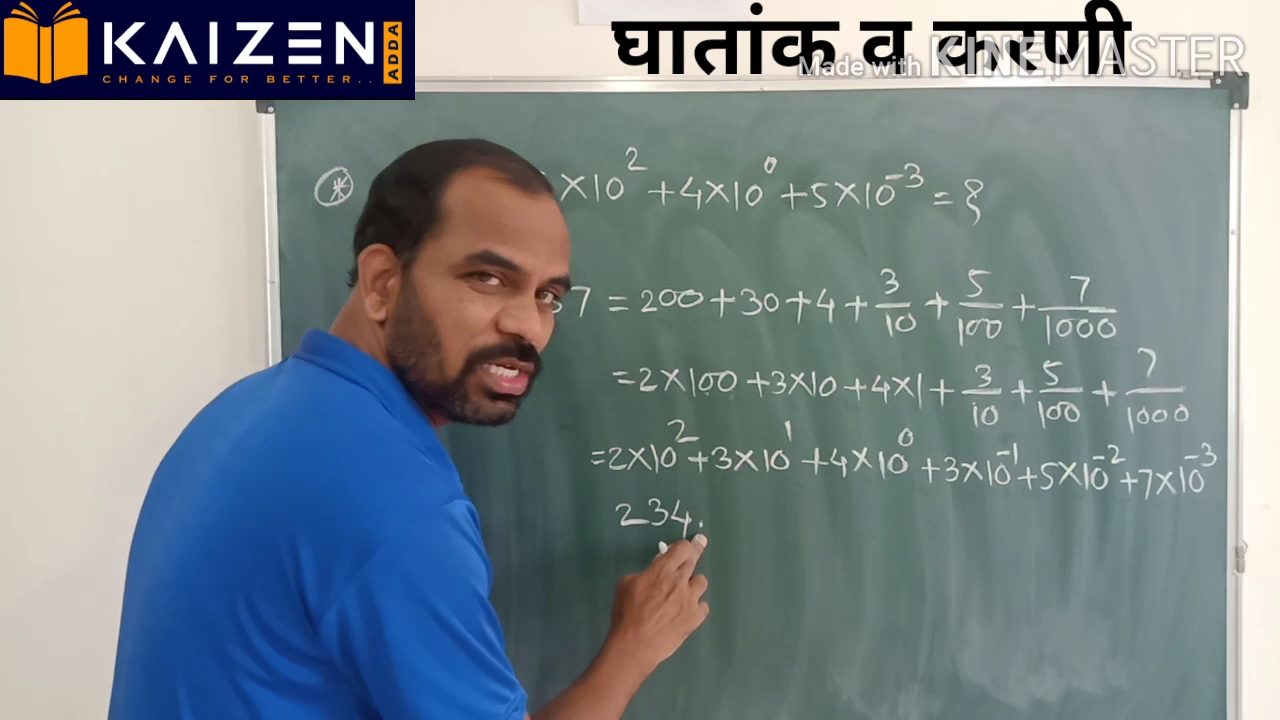 KAIZEN ADDA
CHANGE FOR BETTER..
घातांक व करणी
Made with KINEMASTER
* ×10² + 4×10⁰ + 5×10⁻³ = {
37 = 200 + 30 + 4 + 3/10 + 5/100 + 7/1000
= 2×100 + 3×10 + 4×1 + 3/10 + 5/100 + 7/1000
= 2×10² + 3×10¹ + 4×10⁰ + 3×10⁻¹ + 5×10⁻² + 7×10⁻³
234.